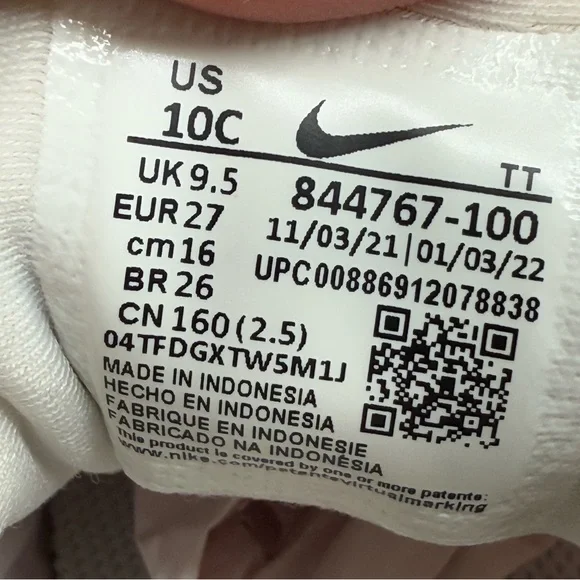 US
10C
TT
UK 9.5
844767-100
EUR 27
11/03/21|01/03/22
cm 16
UPC00886912078838
BR 26
CN 160 (2.5)
04TFDGXTW5M1J
MADE IN INDONESIA
HECHO EN INDONESIA
FABRIQUE EN INDONESIE
FABRICADO NA INDONÉSIA
This product is covered by one or more patents:
www.nike.com/patentsvirtualmarking